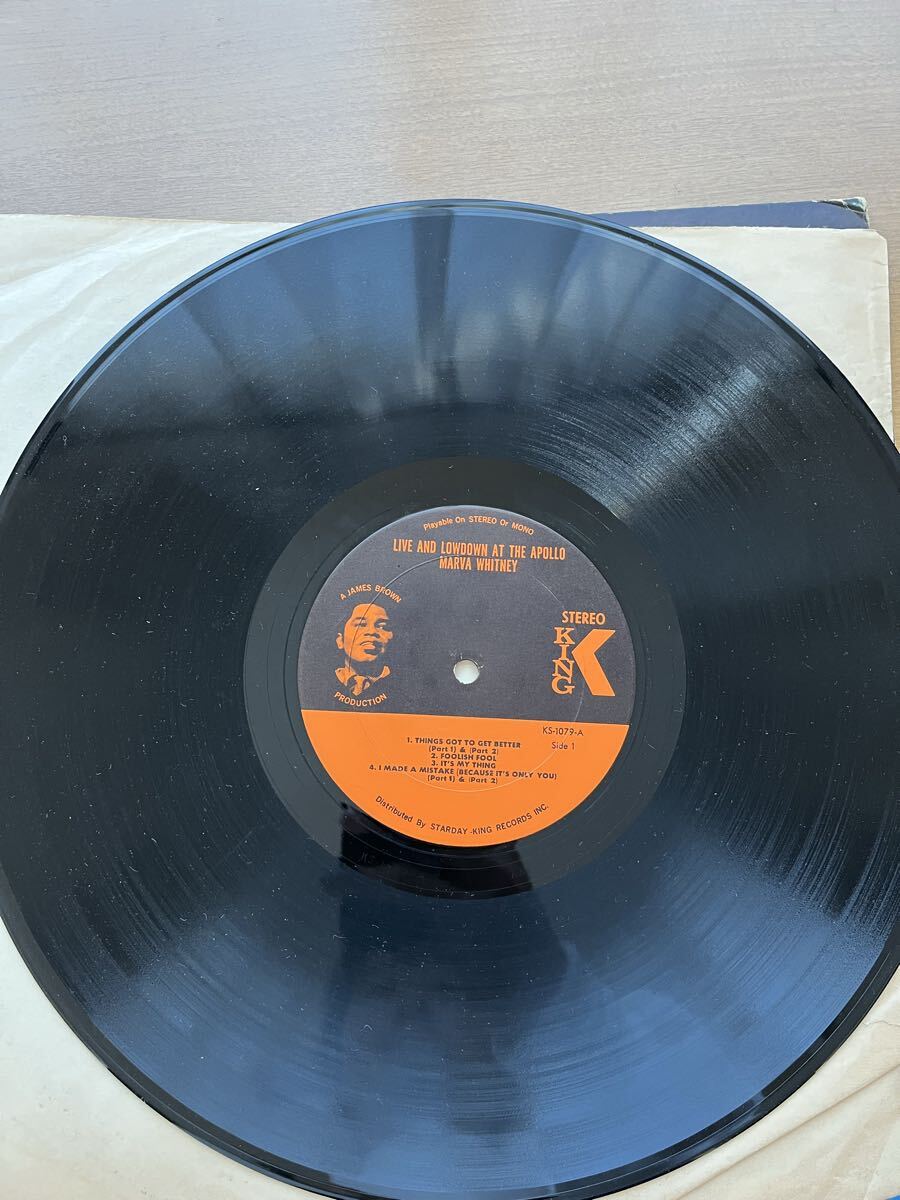 Playable On STEREO Or MONO
LIVE AND LOWDOWN AT THE APOLLO
MARVA WHITNEY
A JAMES BROWN
PRODUCTION
STEREO
KING
KS-1079-A
Side 1
1. THINGS GOT TO GET BETTER
(Part 1) & (Part 2)
2. FOOLISH FOOL
3. IT'S MY THING
4. I MADE A MISTAKE (BECAUSE IT'S ONLY YOU)
(Part 1) & (Part 2)
Distributed By STARDAY-KING RECORDS INC.